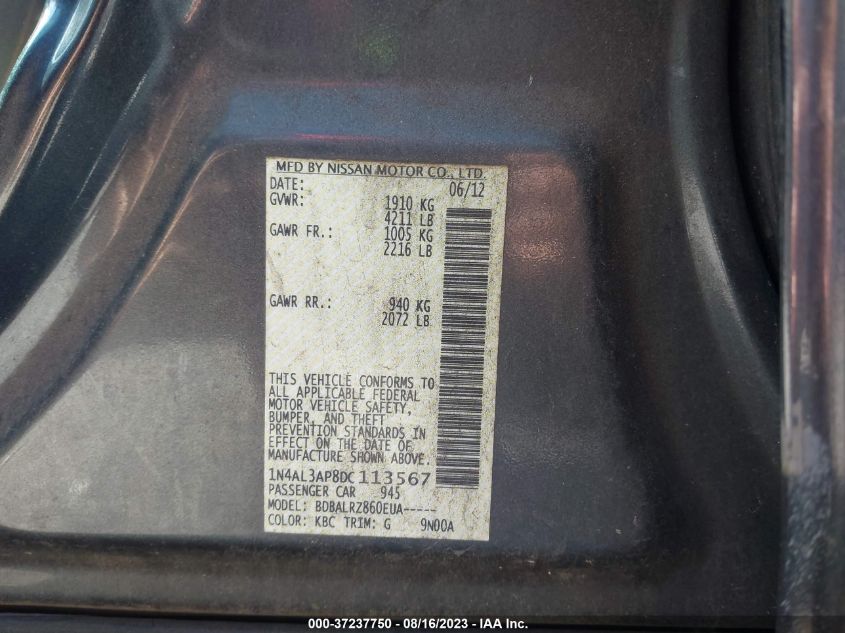 MFD BY NISSAN MOTOR CO., LTD.
DATE: 06/12
GVWR: 1910 KG
4211 LB
GAWR FR.: 1005 KG
2216 LB
GAWR RR.: 940 KG
2072 LB
THIS VEHICLE CONFORMS TO
ALL APPLICABLE FEDERAL
MOTOR VEHICLE SAFETY,
BUMPER, AND THEFT
PREVENTION STANDARDS IN
EFFECT ON THE DATE OF
MANUFACTURE SHOWN ABOVE.
1N4AL3AP8DC113567
PASSENGER CAR 945
MODEL: BDBALRZ860EUA-----
COLOR: KBC TRIM: G 9N00A
000-37237750 - 08/16/2023 - IAA Inc.